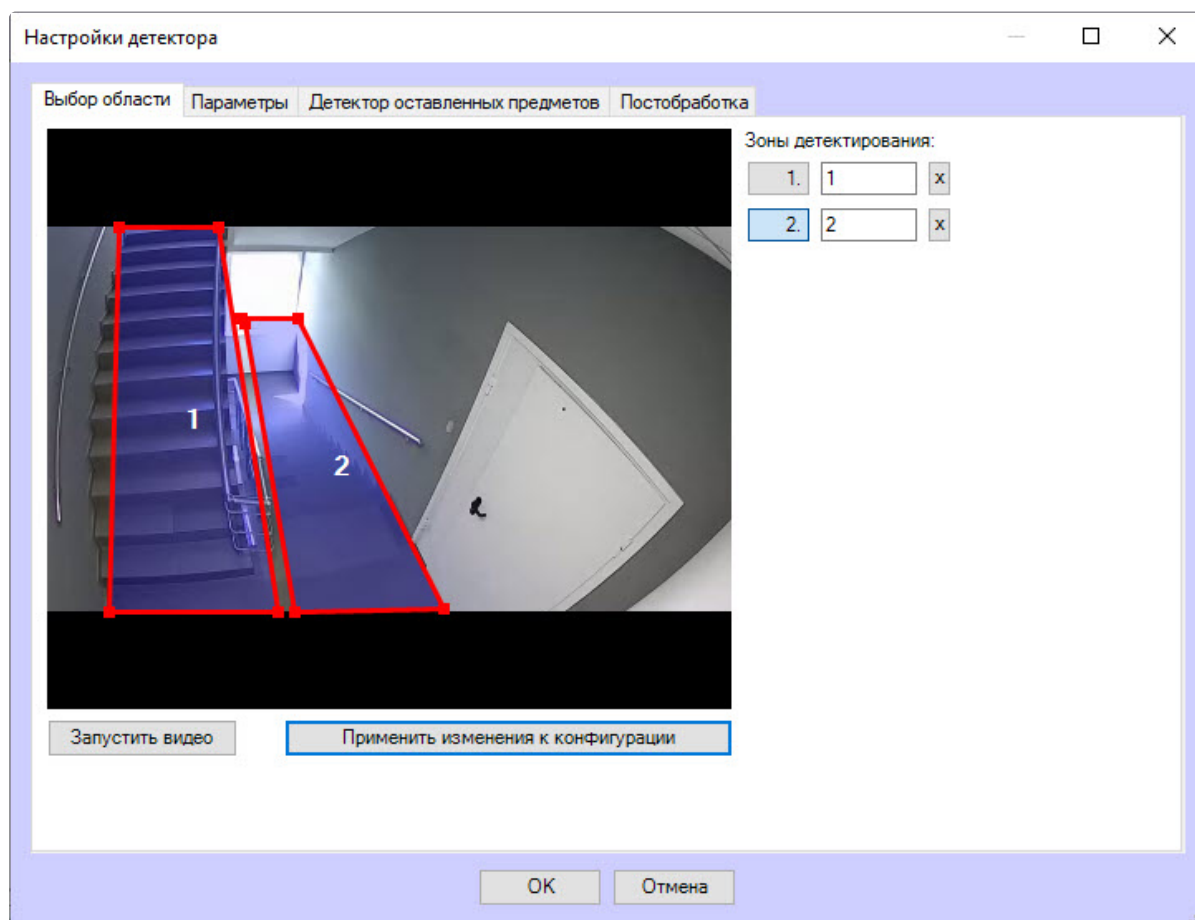 Настройки детектора
Выбор области Параметры Детектор оставленных предметов Постобработка
Зоны детектирования:
1. 1 x
2. 2 x
1
2
Запустить видео Применить изменения к конфигурации
OK Отмена